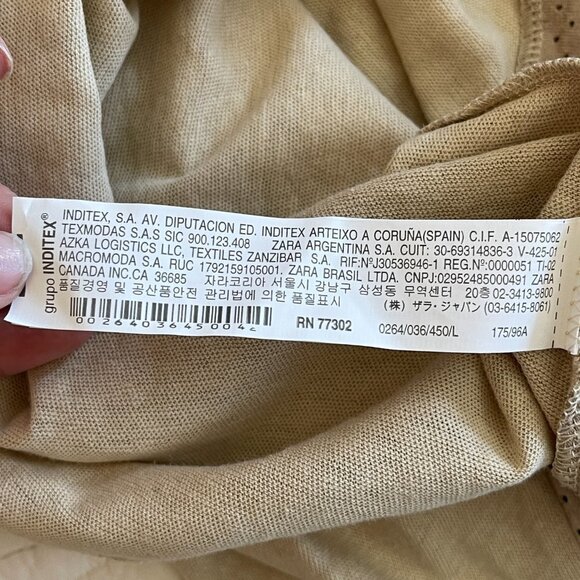 grupo INDITEX®
INDITEX, S.A. AV. DIPUTACION ED. INDITEX ARTEIXO A CORUÑA(SPAIN) C.I.F. A-15075062
TEXMODAS S.A.S SIC 900.123.408 ZARA ARGENTINA S.A. CUIT: 30-69314836-3 V-425-01
AZKA LOGISTICS LLC, TEXTILES ZANZIBAR S.A. RIF:Nº.J30536946-1 REG.Nº:0000051 TI-02
MACROMODA S.A. RUC 1792159105001. ZARA BRASIL LTDA. CNPJ:02952485000491 ZARA
CANADA INC.CA 36685 자라코리아 서울시 강남구 삼성동 무역센터 20층 02-3413-9800
품질경영 및 공산품안전 관리법에 의한 품질표시 (株) ザラ・ジャパン (03-6415-8061)
00264036450042 RN 77302 0264/036/450/L 175/96A